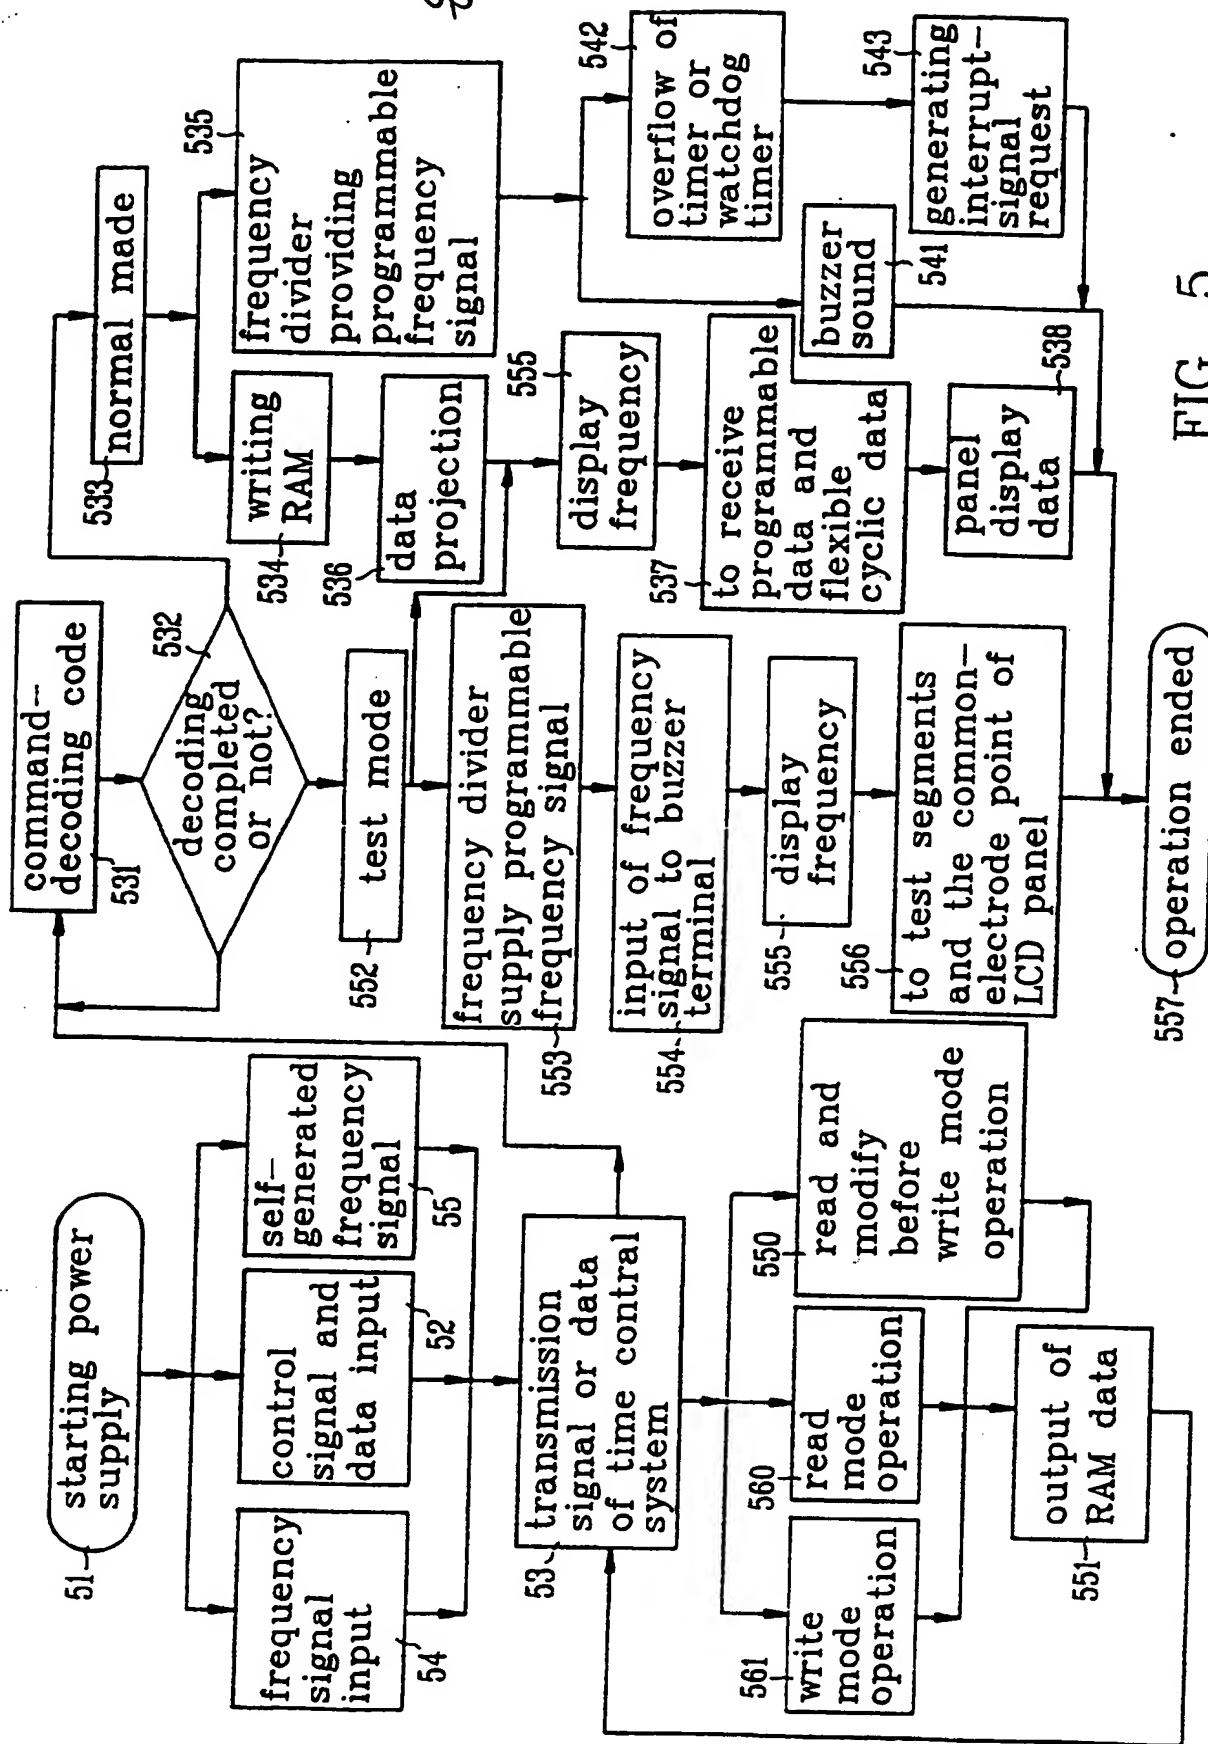 51
starting power
supply
54
frequency
signal
input
52
control
signal and
data input
55
self-
generated
frequency
signal
53
transmission
signal or data
of time contral
system
561
write
mode
operation
560
read
mode
operation
550
read and
modify
before
write mode
operation
551
output of
RAM data
531
command-
decoding code
532
decoding
completed
or not?
552
test mode
553
frequency divider
supply programmable
frequency signal
554
input of frequency
signal to buzzer
terminal
555
display
frequency
556
to test segments
and the common-
electrode point of
LCD panel
557
operation ended
533
normal made
534
writing
RAM
535
frequency
divider
providing
programmable
frequency
signal
536
data
projection
555
display
frequency
537
to receive
programmable
data and
flexible
cyclic data
538
panel
display
data
541
buzzer
sound
542
overflow of
timer or
watchdog
timer
543
generating
interrupt-
signal
request
FIG. 5